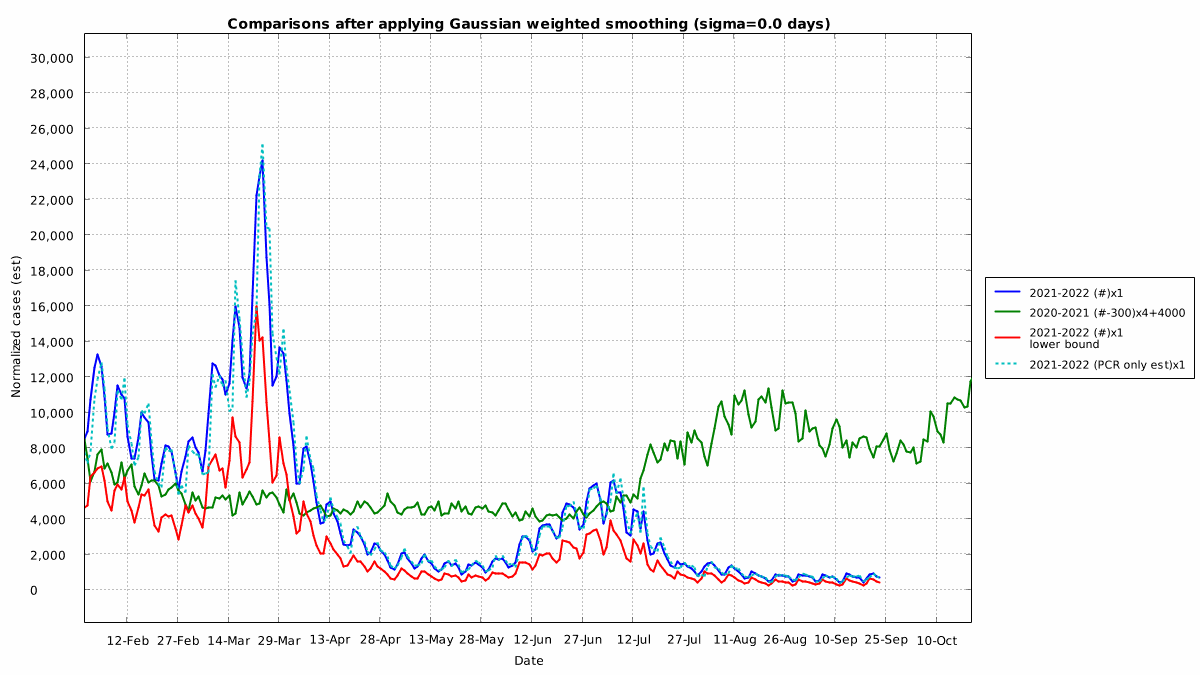 Comparisons after applying Gaussian weighted smoothing (sigma=0.0 days)
30,000
28,000
26,000
24,000
22,000
20,000
18,000
16,000
14,000
12,000
10,000
8,000
6,000
4,000
2,000
0
Normalized cases (est)
12-Feb 27-Feb 14-Mar 29-Mar 13-Apr 28-Apr 13-May 28-May 12-Jun 27-Jun 12-Jul 27-Jul 11-Aug 26-Aug 10-Sep 25-Sep 10-Oct
Date
2021-2022 (#)x1
2020-2021 (#-300)x4+4000
2021-2022 (#)x1
lower bound
2021-2022 (PCR only est)x1